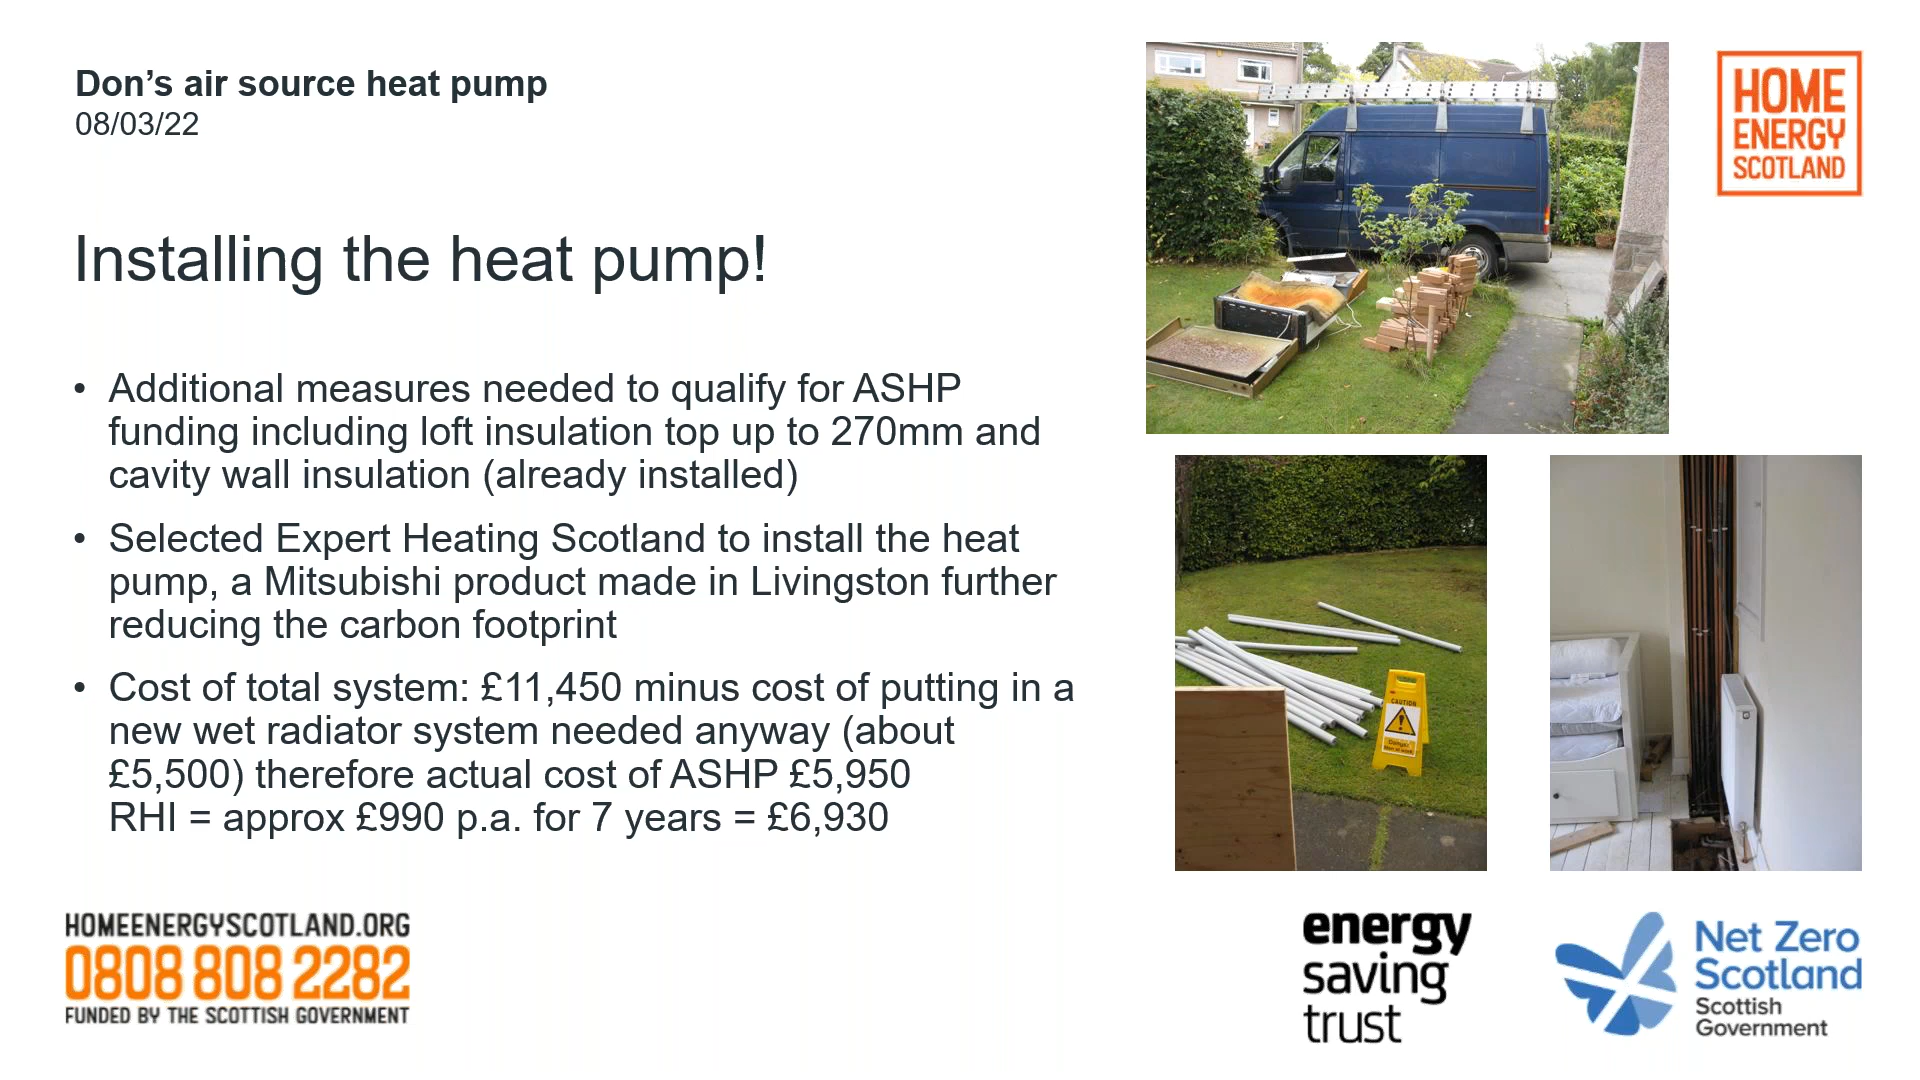 Don’s air source heat pump
08/03/22
HOME
ENERGY
SCOTLAND
Installing the heat pump!
• Additional measures needed to qualify for ASHP
funding including loft insulation top up to 270mm and
cavity wall insulation (already installed)
• Selected Expert Heating Scotland to install the heat
pump, a Mitsubishi product made in Livingston further
reducing the carbon footprint
• Cost of total system: £11,450 minus cost of putting in a
new wet radiator system needed anyway (about
£5,500) therefore actual cost of ASHP £5,950
RHI = approx £990 p.a. for 7 years = £6,930
CAUTION
HOMEENERGYSCOTLAND.ORG
0808 808 2282
FUNDED BY THE SCOTTISH GOVERNMENT
energy
saving
trust
Net Zero
Scotland
Scottish
Government